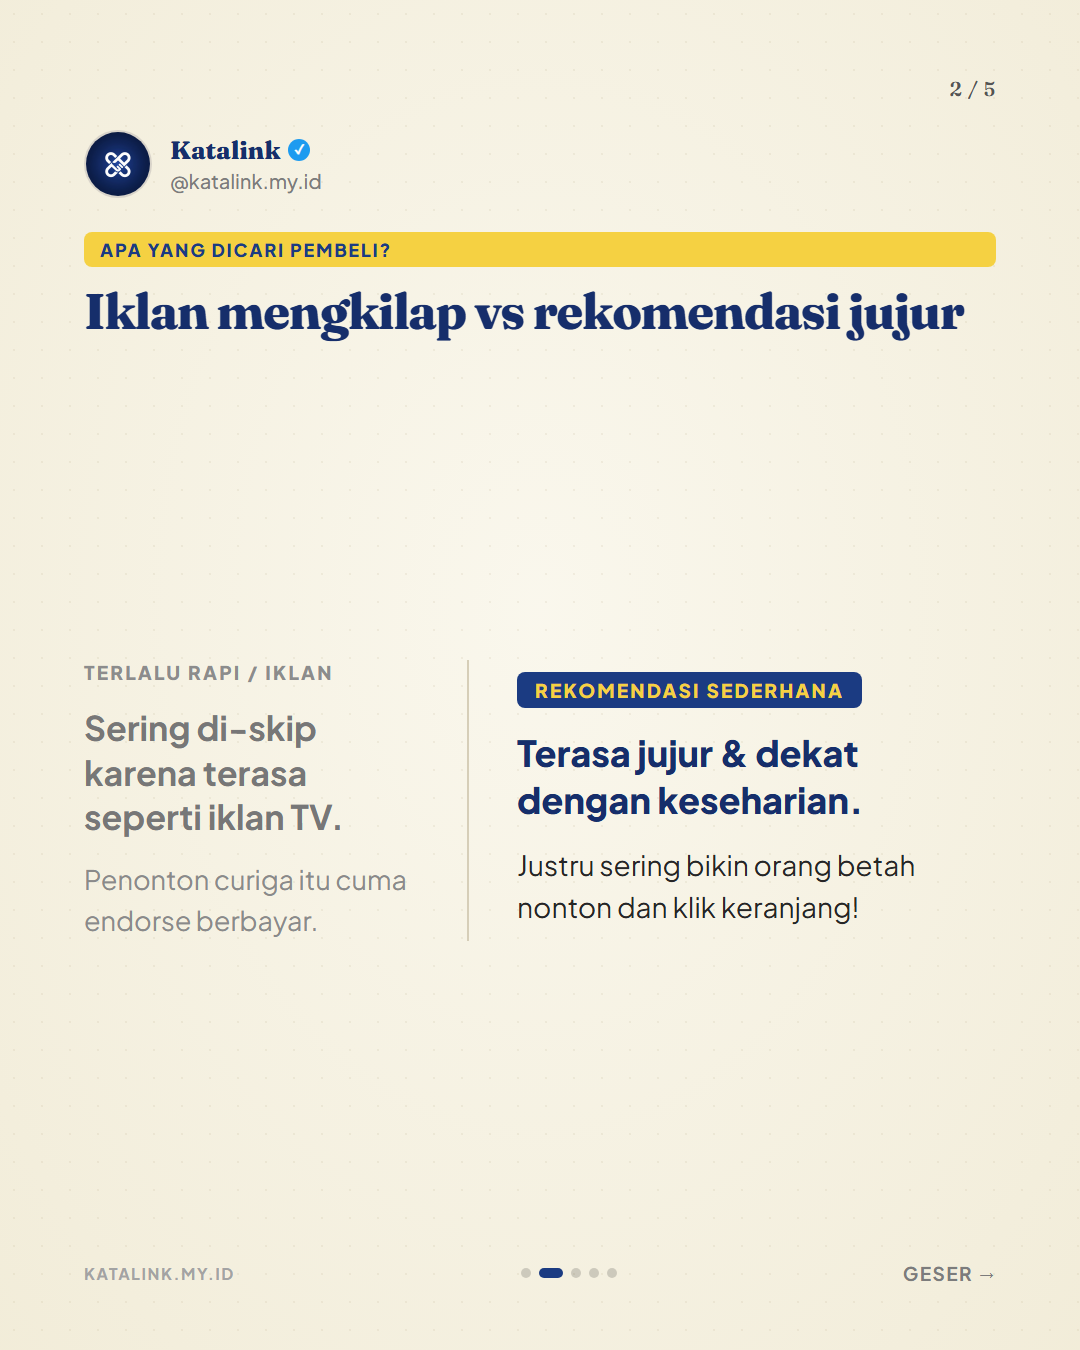 2 / 5
Katalink
@katalink.my.id
APA YANG DICARI PEMBELI?
Iklan mengkilap vs rekomendasi jujur
TERLALU RAPI / IKLAN
Sering di-skip
karena terasa
seperti iklan TV.
Penonton curiga itu cuma
endorse berbayar.
REKOMENDASI SEDERHANA
Terasa jujur & dekat
dengan keseharian.
Justru sering bikin orang betah
nonton dan klik keranjang!
KATALINK.MY.ID
GESER →